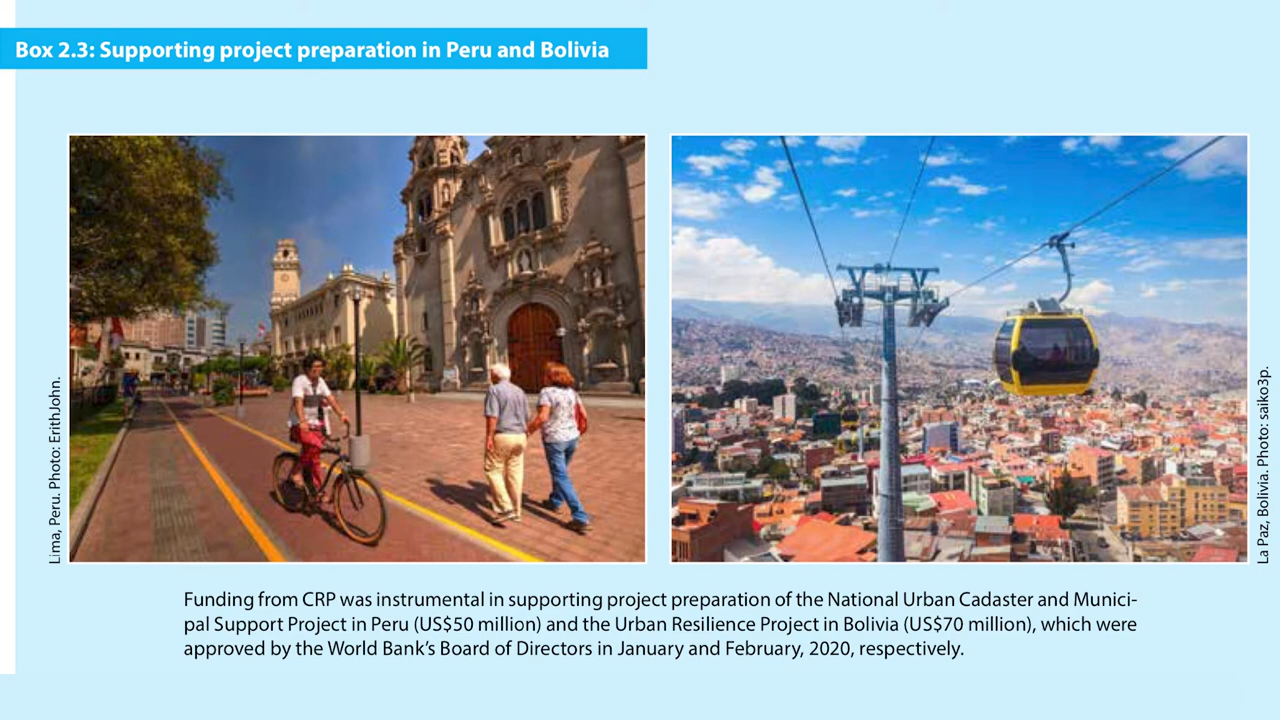 Box 2.3: Supporting project preparation in Peru and Bolivia
Lima, Peru. Photo: ErithJohn.
La Paz, Bolivia. Photo: saiko3p.
Funding from CRP was instrumental in supporting project preparation of the National Urban Cadaster and Munici-
pal Support Project in Peru (US$50 million) and the Urban Resilience Project in Bolivia (US$70 million), which were
approved by the World Bank’s Board of Directors in January and February, 2020, respectively.